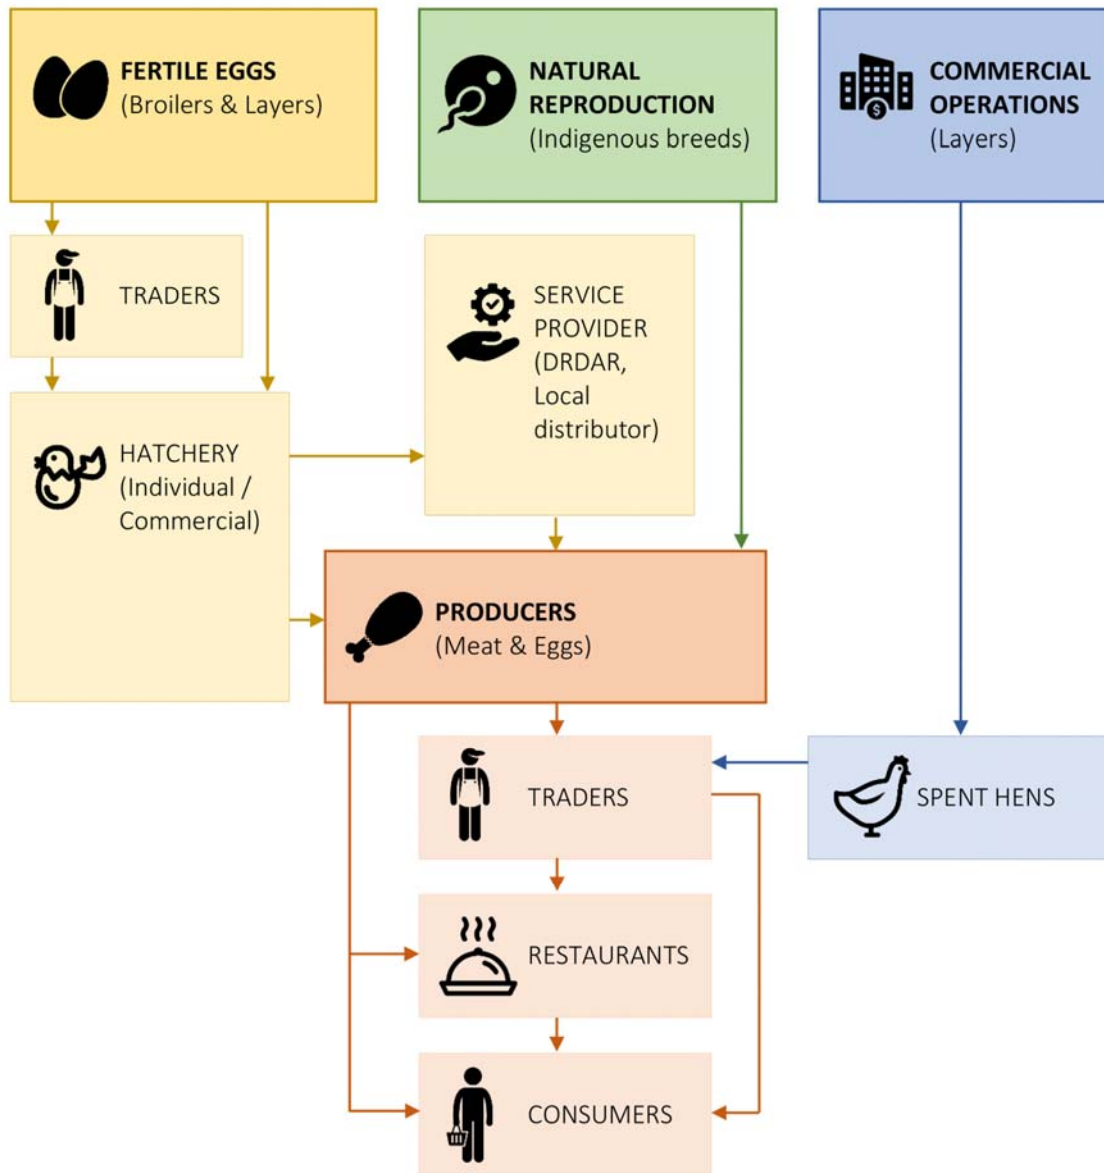 FERTILE EGGS
(Broilers & Layers)
NATURAL
REPRODUCTION
(Indigenous breeds)
COMMERCIAL
OPERATIONS
(Layers)
$
TRADERS
SERVICE
PROVIDER
(DRDAR,
Local
distributor)
HATCHERY
(Individual /
Commercial)
PRODUCERS
(Meat & Eggs)
TRADERS
SPENT HENS
RESTAURANTS
CONSUMERS